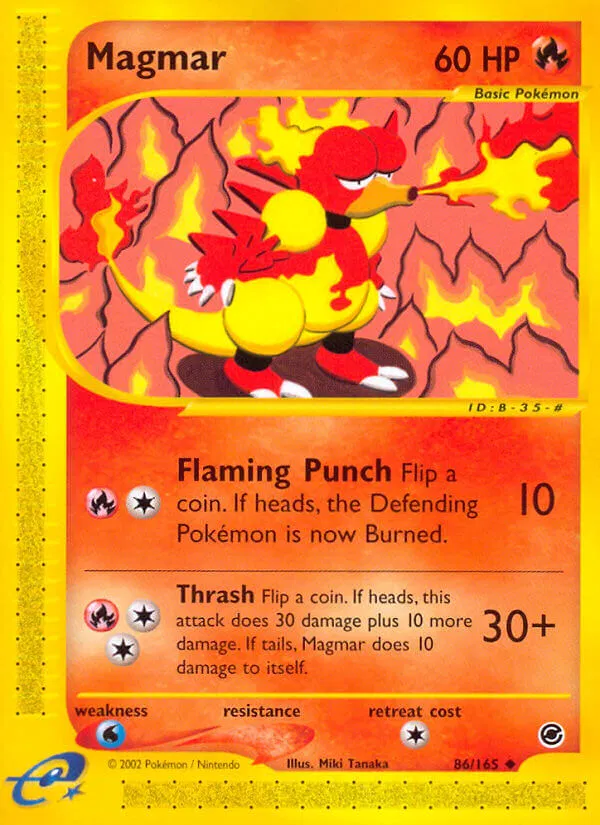 Magmar 60 HP
Basic Pokémon
ID:B-35-#
Flaming Punch Flip a
coin. If heads, the Defending
Pokémon is now Burned.
10
Thrash Flip a coin. If heads, this
attack does 30 damage plus 10 more
damage. If tails, Magmar does 10
damage to itself.
30+
weakness resistance retreat cost
© 2002 Pokémon / Nintendo Illus. Miki Tanaka 86/165
e